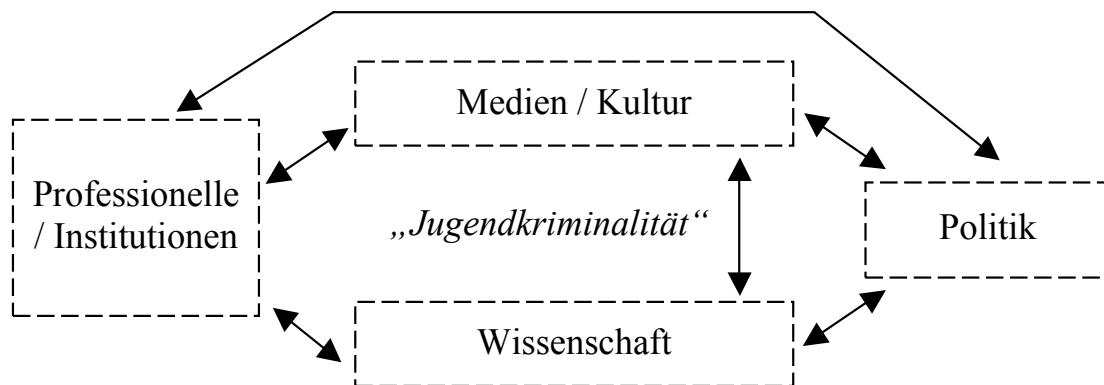 Medien / Kultur
Professionelle
/ Institutionen
„Jugendkriminalität“
Politik
Wissenschaft